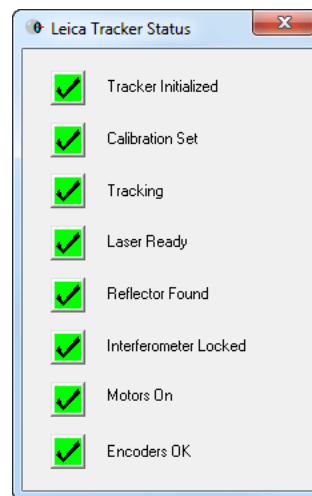 Leica Tracker Status
Tracker Initialized
Calibration Set
Tracking
Laser Ready
Reflector Found
Interferometer Locked
Motors On
Encoders OK